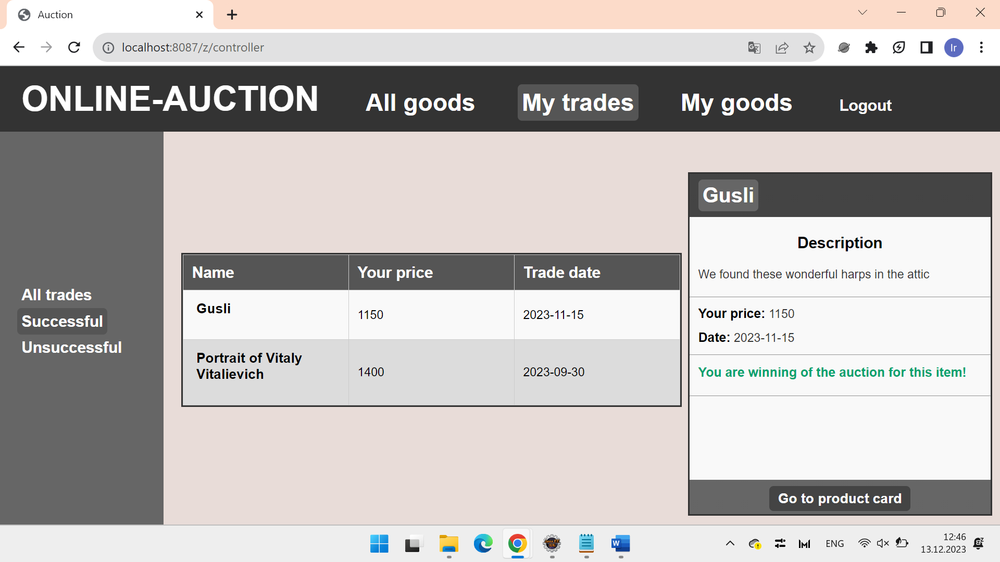 Auction
localhost:8087/z/controller
Ir
ONLINE-AUCTION
All goods
My trades
My goods
Logout
All trades
Successful
Unsuccessful
Name Your price Trade date
Gusli 1150 2023-11-15
Portrait of Vitaly
Vitalievich
1400 2023-09-30
Gusli
Description
We found these wonderful harps in the attic
Your price: 1150
Date: 2023-11-15
You are winning of the auction for this item!
Go to product card
ENG
12:46
13.12.2023